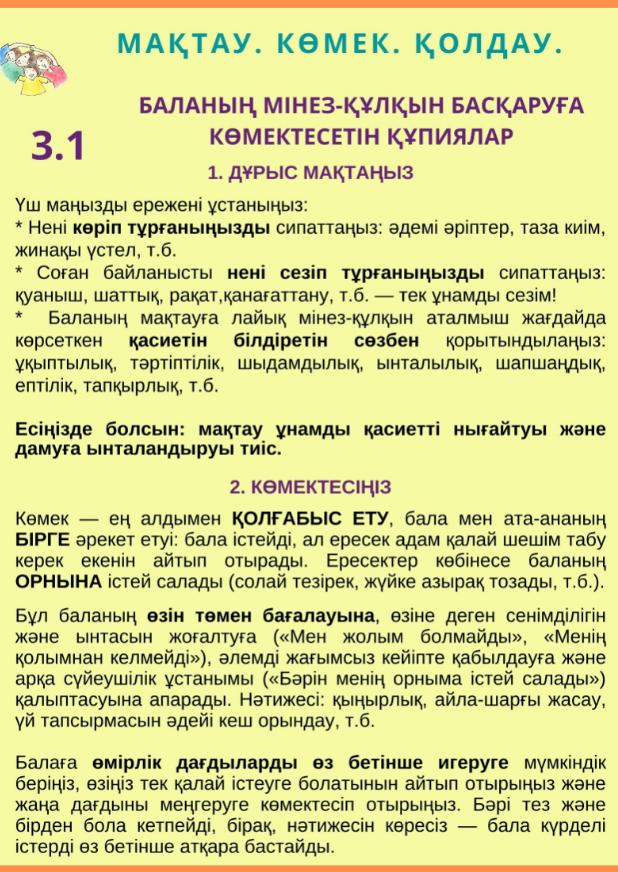 МАҚТАУ. КӨМЕК. ҚОЛДАУ.
БАЛАНЫҢ МІНЕЗ-ҚҰЛҚЫН БАСҚАРУҒА
КӨМЕКТЕСЕТІН ҚҰПИЯЛАР
3.1
1. ДҰРЫС МАҚТАҢЫЗ
Үш маңызды ережені ұстаныңыз:
* Нені көріп тұрғаныңызды сипаттаңыз: әдемі әріптер, таза киім,
жинақы үстел, т.б.
* Соған байланысты нені сезіп тұрғаныңызды сипаттаңыз:
қуаныш, шаттық, рақат,қанағаттану, т.б. — тек ұнамды сезім!
* Баланың мақтауға лайық мінез-құлқын аталмыш жағдайда
көрсеткен қасиетін білдіретін сөзбен қорытындылаңыз:
ұқыптылық, тәртіптілік, шыдамдылық, ынталылық, шапшаңдық,
ептілік, тапқырлық, т.б.
Есіңізде болсын: мақтау ұнамды қасиетті нығайтуы және
дамуға ынталандыруы тиіс.
2. КӨМЕКТЕСІҢІЗ
Көмек — ең алдымен ҚОЛҒАБЫС ЕТУ, бала мен ата-ананың
БІРГЕ әрекет етуі: бала істейді, ал ересек адам қалай шешім табу
керек екенін айтып отырады. Ересектер көбінесе баланың
ОРНЫНА істей салады (солай тезірек, жүйке азырақ тозады, т.б.).
Бұл баланың өзін төмен бағалауына, өзіне деген сенімділігін
және ынтасын жоғалтуға («Мен жолым болмайды», «Менің
қолымнан келмейді»), әлемді жағымсыз кейіпте қабылдауға және
арқа сүйеушілік ұстанымы («Бәрін менің орныма істей салады»)
қалыптасуына апарады. Нәтижесі: қыңырлық, айла-шарғы жасау,
үй тапсырмасын әдейі кеш орындау, т.б.
Балаға өмірлік дағдыларды өз бетінше игеруге мүмкіндік
беріңіз, өзіңіз тек қалай істеуге болатынын айтып отырыңыз және
жаңа дағдыны меңгеруге көмектесіп отырыңыз. Бәрі тез және
бірден бола кетпейді, бірақ, нәтижесін көресіз — бала күрделі
істерді өз бетінше атқара бастайды.